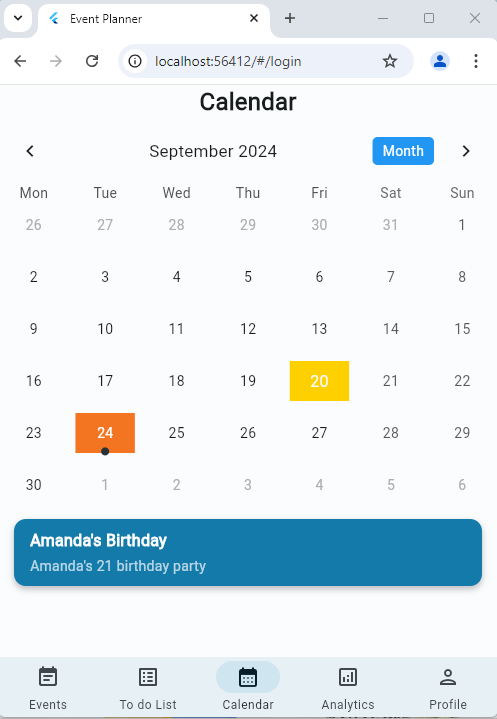 Event Planner
localhost:56412/#/login
Calendar
September 2024 Month
Mon Tue Wed Thu Fri Sat Sun
26 27 28 29 30 31 1
2 3 4 5 6 7 8
9 10 11 12 13 14 15
16 17 18 19 20 21 22
23 24 25 26 27 28 29
30 1 2 3 4 5 6
Amanda's Birthday
Amanda's 21 birthday party
Events To do List Calendar Analytics Profile